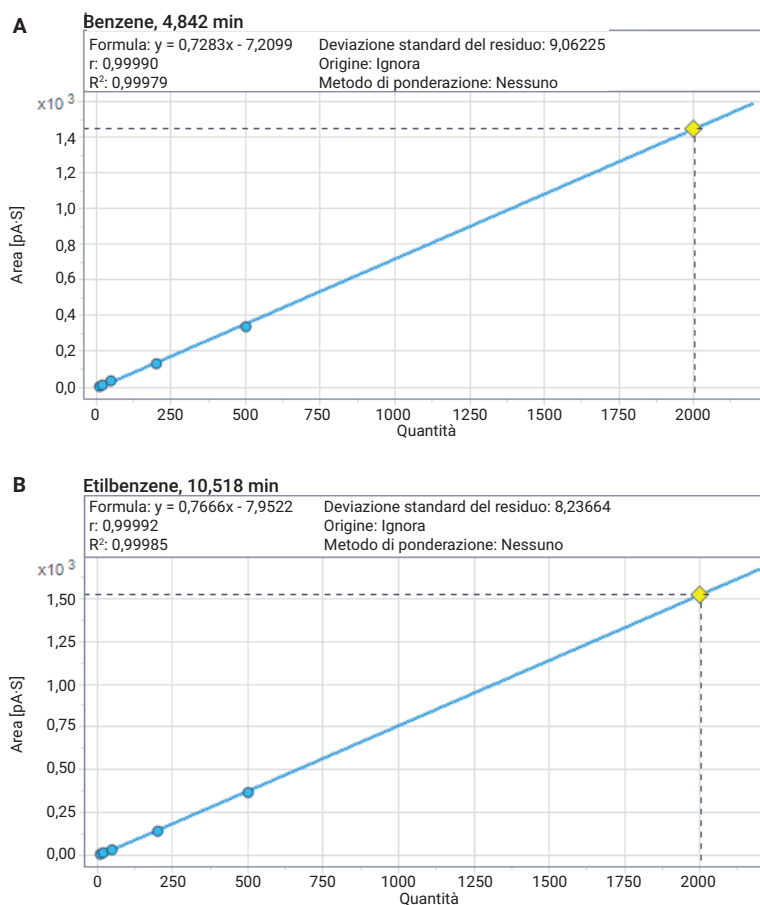 A
Benzene, 4,842 min
Formula: y = 0,7283x - 7,2099 Deviazione standard del residuo: 9,06225
r: 0,99990 Origine: Ignora
R²: 0,99979 Metodo di ponderazione: Nessuno
x10 3
1,4
1,2
1,0
0,8
0,6
0,4
0,2
0,0
Area [pA·S]
0 250 500 750 1000 1250 1500 1750 2000
Quantità
B
Etilbenzene, 10,518 min
Formula: y = 0,7666x - 7,9522 Deviazione standard del residuo: 8,23664
r: 0,99992 Origine: Ignora
R²: 0,99985 Metodo di ponderazione: Nessuno
x10 3
1,50
1,25
1,00
0,75
0,50
0,25
0,00
Area [pA·S]
0 250 500 750 1000 1250 1500 1750 2000
Quantità